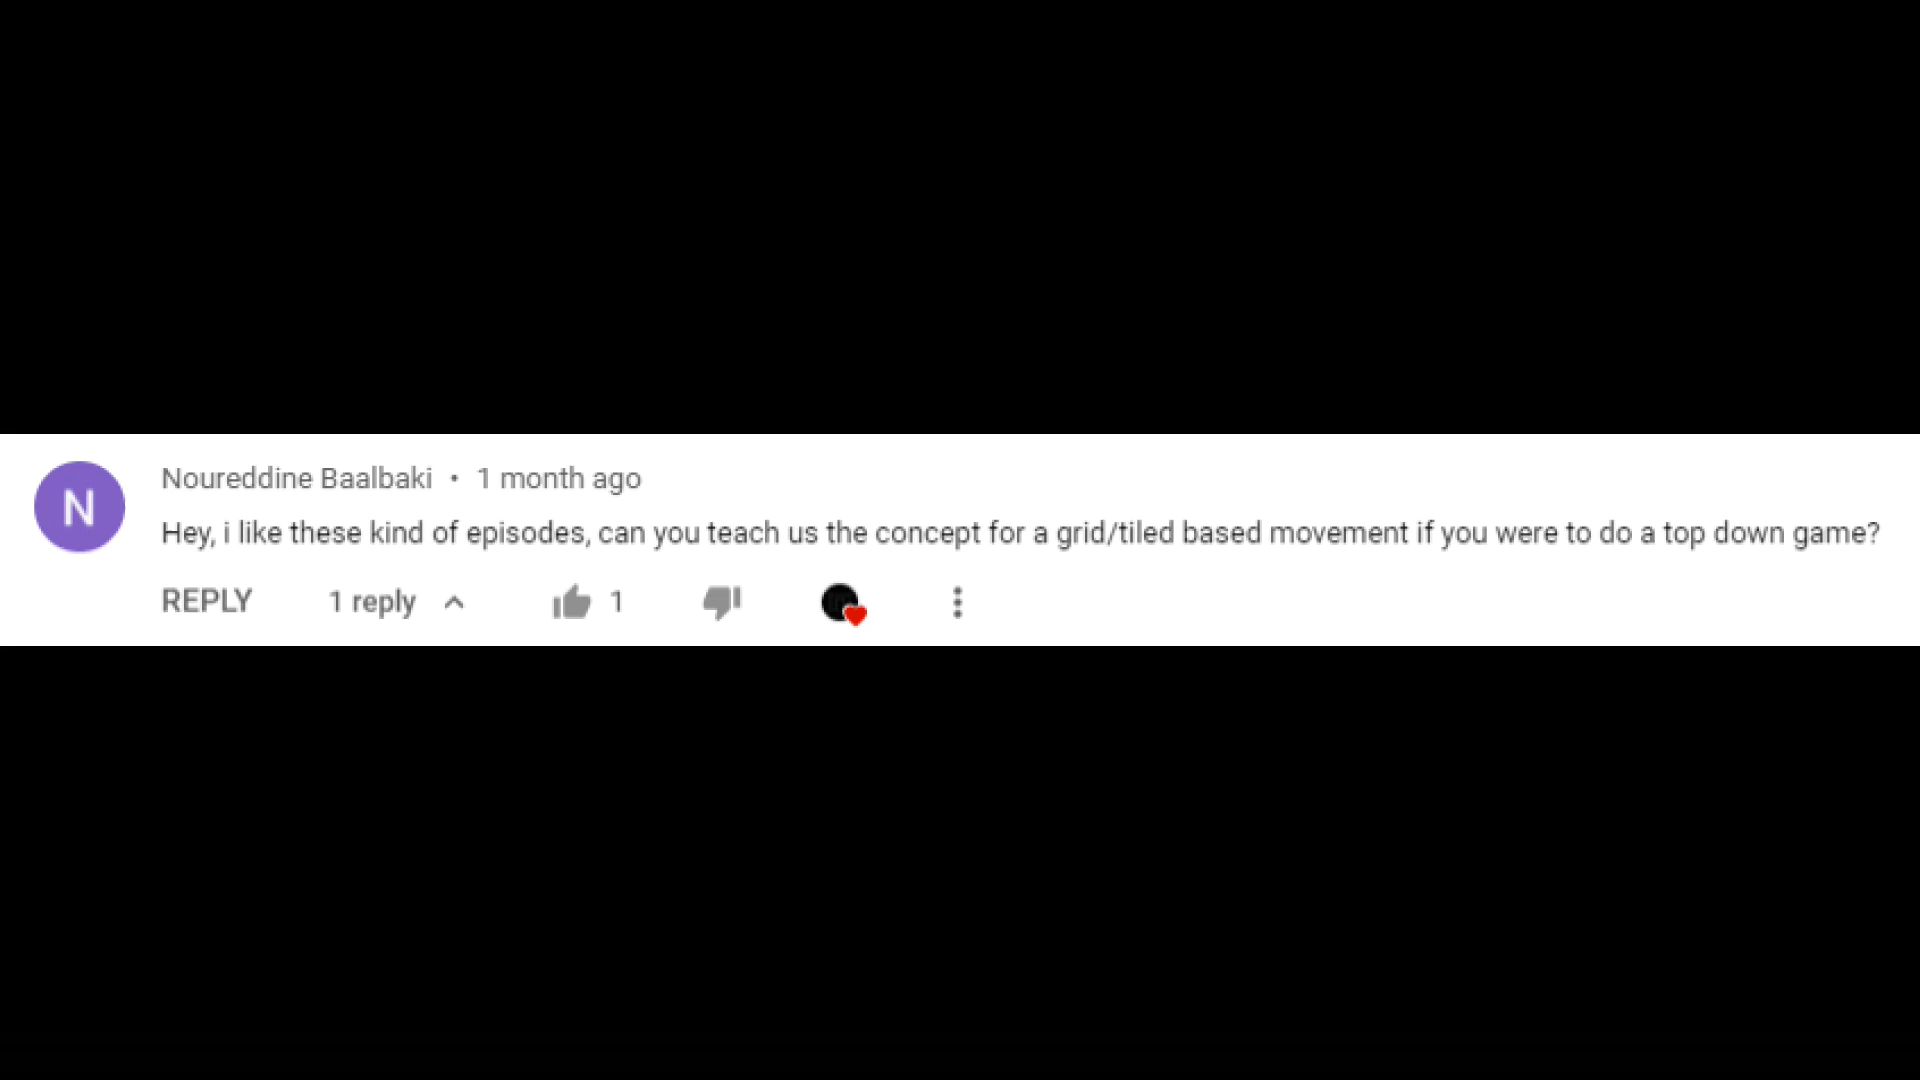 N
Noureddine Baalbaki • 1 month ago
Hey, i like these kind of episodes, can you teach us the concept for a grid/tiled based movement if you were to do a top down game?
REPLY 1 reply 1